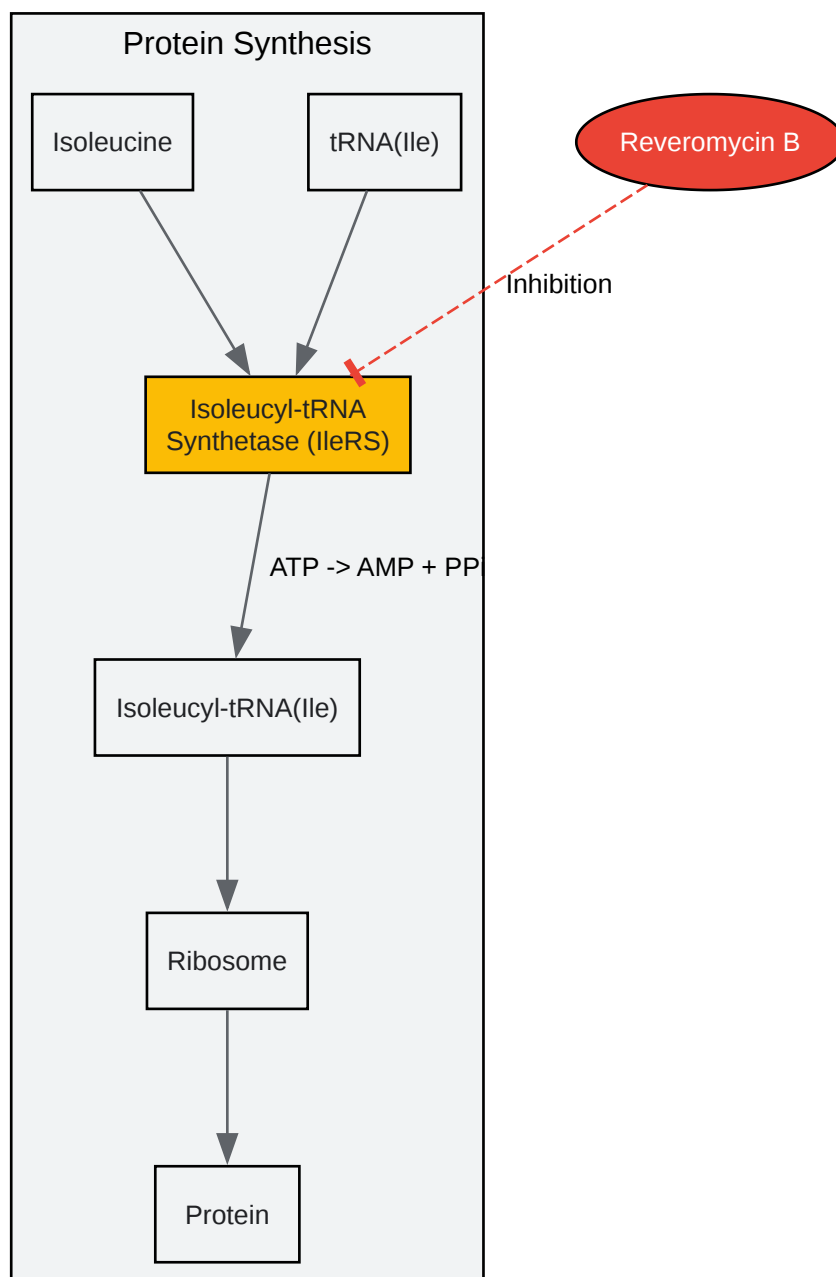 Protein Synthesis
Isoleucine
tRNA(Ile)
Reveromycin B
Inhibition
Isoleucyl-tRNA
Synthetase (IleRS)
ATP -> AMP + PPi
Isoleucyl-tRNA(Ile)
Ribosome
Protein